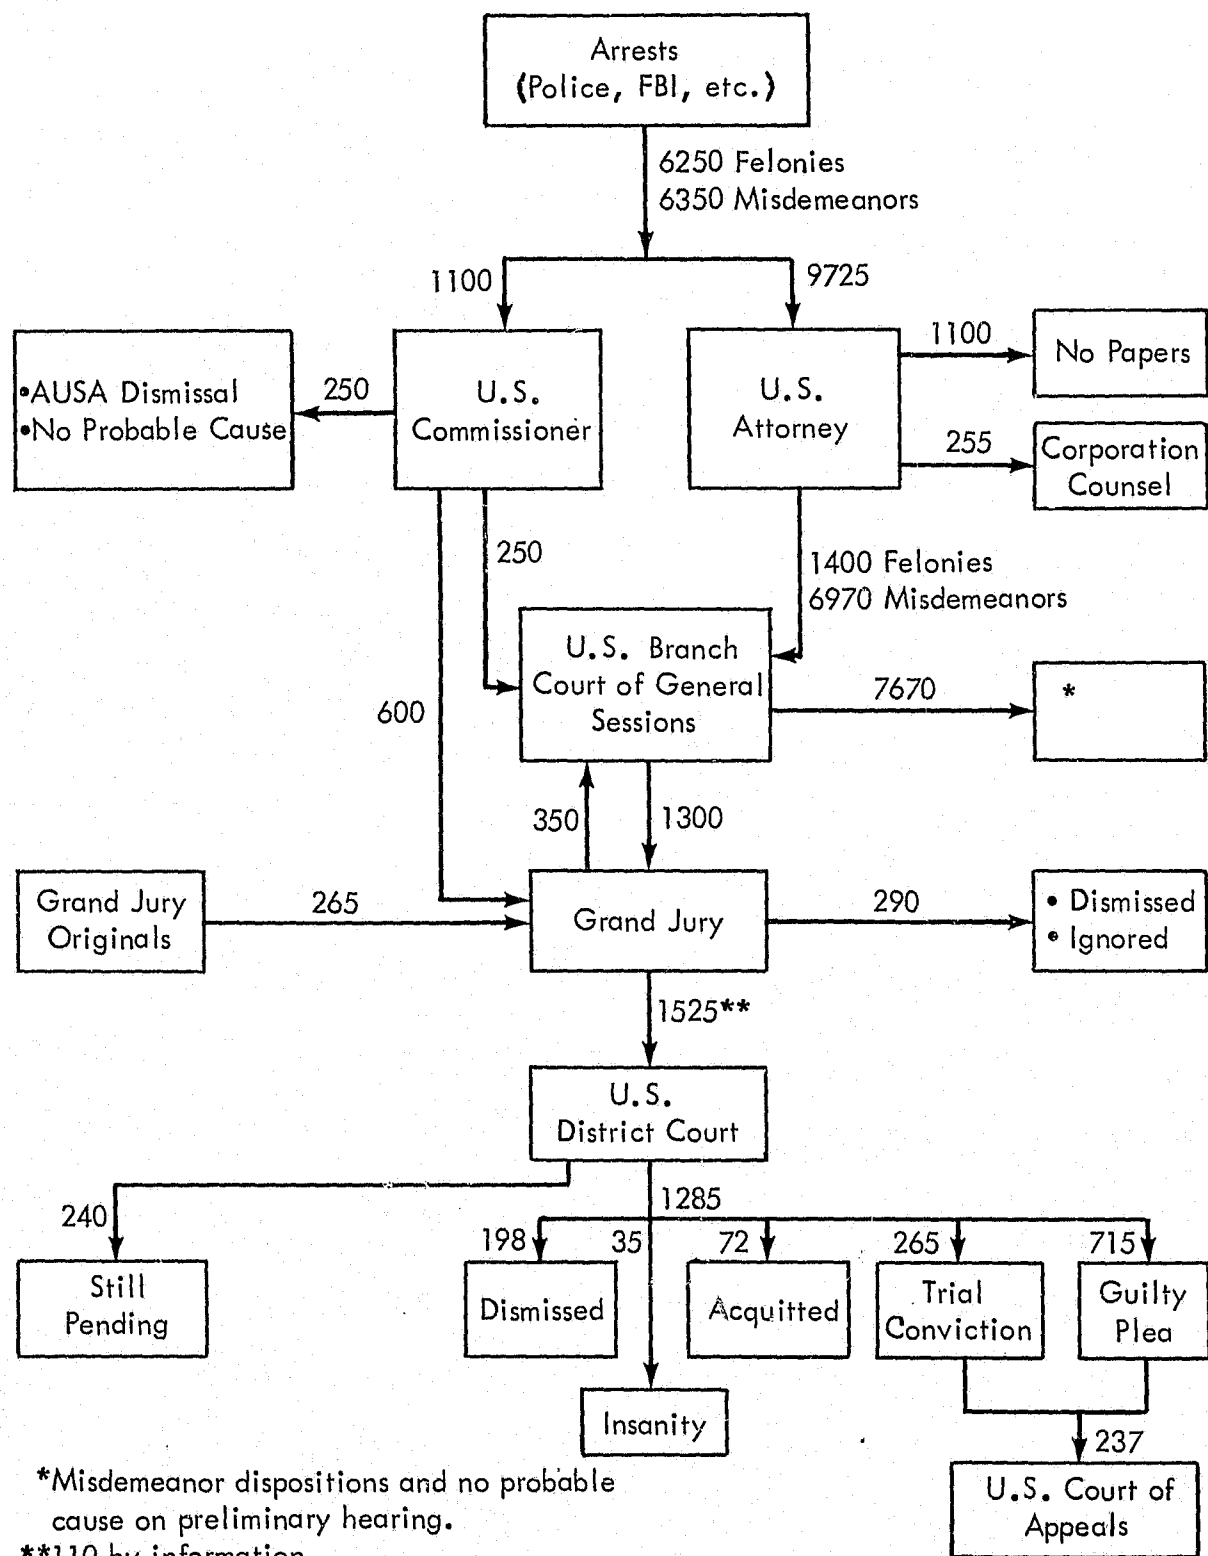 Arrests
(Police, FBI, etc.)
6250 Felonies
6350 Misdemeanors
1100
9725
•AUSA Dismissal
•No Probable Cause
250
U.S.
Commissioner
U.S.
Attorney
1100
No Papers
255
Corporation
Counsel
250
1400 Felonies
6970 Misdemeanors
600
U.S. Branch
Court of General
Sessions
7670
*
350
1300
Grand Jury
Originals
265
Grand Jury
290
• Dismissed
• Ignored
1525**
U.S.
District Court
1285
240
198
35
72
265
715
Still
Pending
Dismissed
Acquitted
Trial
Conviction
Guilty
Plea
Insanity
237
U.S. Court of
Appeals
*Misdemeanor dispositions and no probable
cause on preliminary hearing.
**110 by information